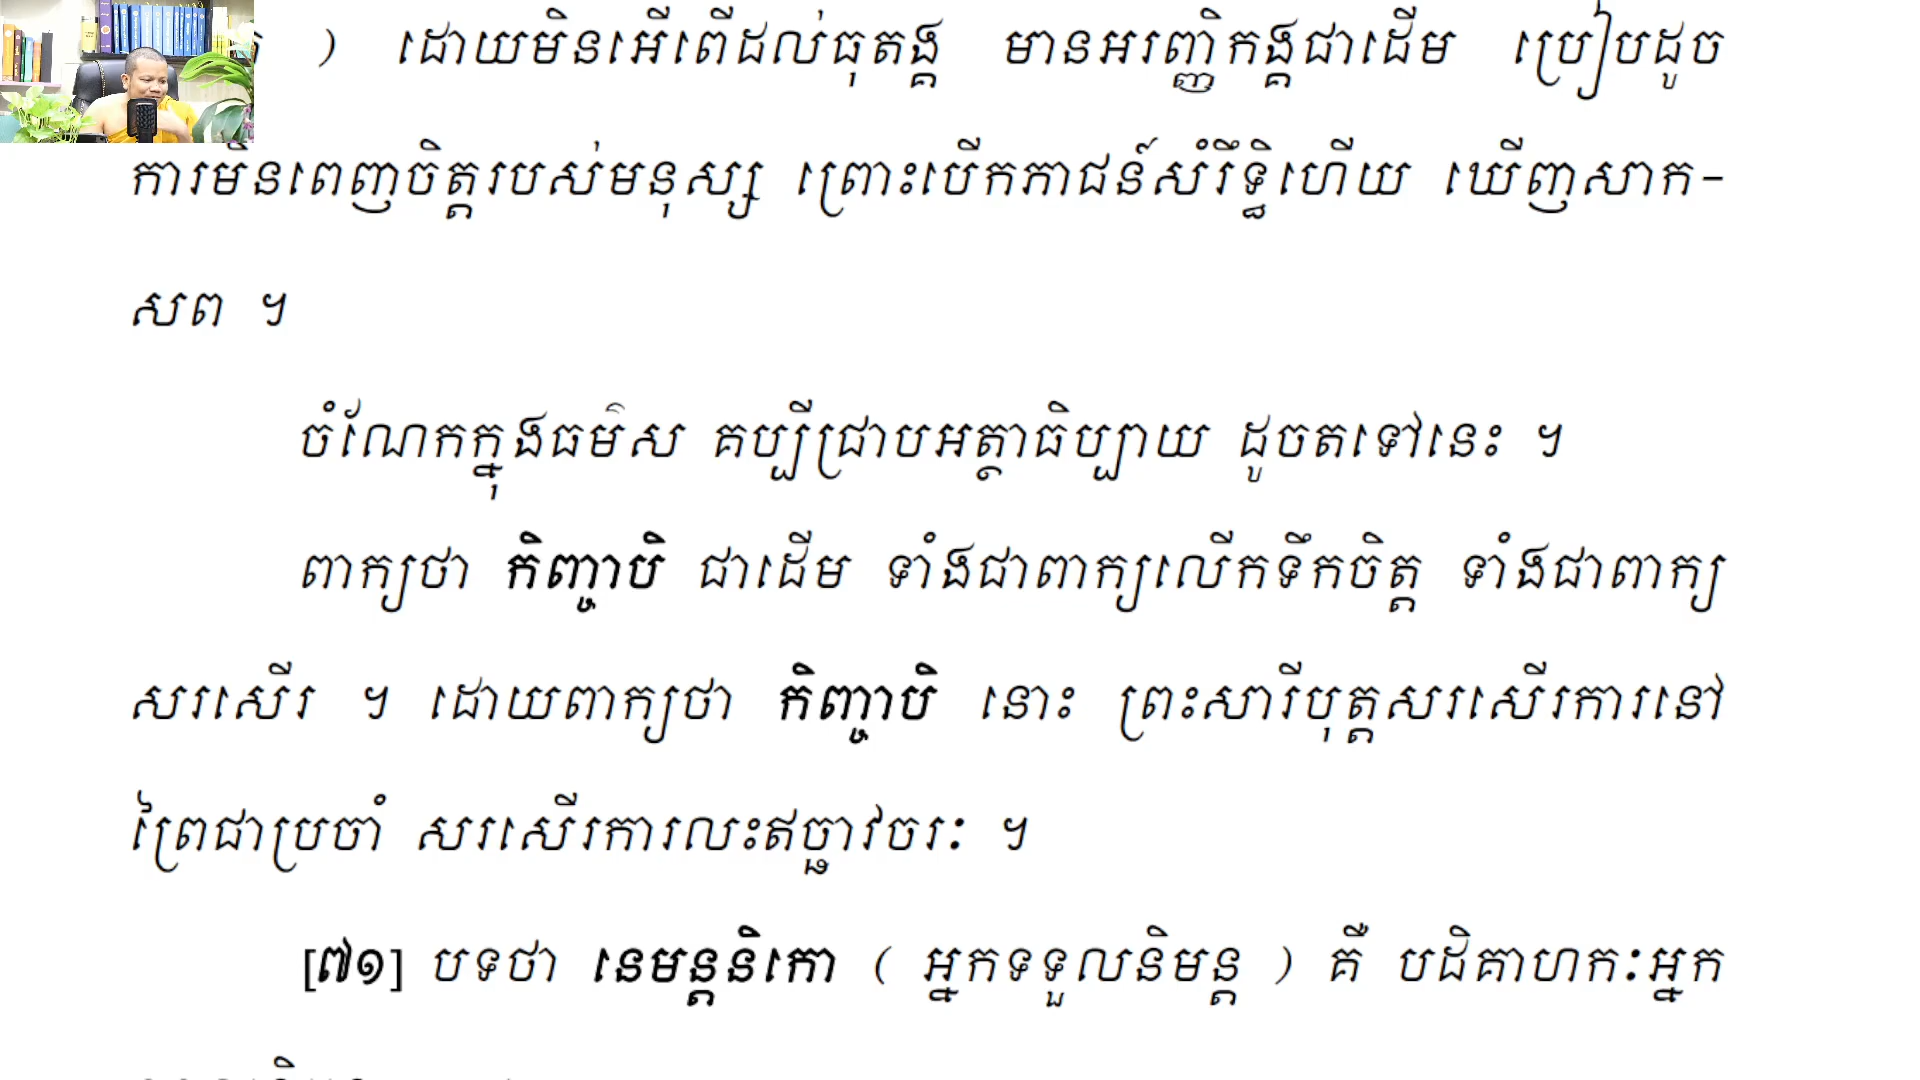 ) ដោយមិនអើពើដល់ធុតង្គ មានអរញ្ញិកង្គជាដើម ប្រៀបដូច
ការមិនពេញចិត្តរបស់មនុស្ស ព្រោះបើកភាជន៍សំរឹទ្ធិហើយ ឃើញសាក-
សព ។
ចំណែកក្នុងធម៌ស គប្បីជ្រាបអត្ថាធិប្បាយ ដូចតទៅនេះ ។
ពាក្យថា កិញ្ចាបិ ជាដើម ទាំងជាពាក្យលើកទឹកចិត្ត ទាំងជាពាក្យ
សរសើរ ។ ដោយពាក្យថា កិញ្ចាបិ នោះ ព្រះសារីបុត្តសរសើរការនៅ
ព្រៃជាប្រចាំ សរសើរការលះឥច្ឆាវចរៈ ។
[៧១] បទថា នេមន្តនិកោ ( អ្នកទទួលនិមន្ត ) គឺ បដិគាហកៈអ្នក